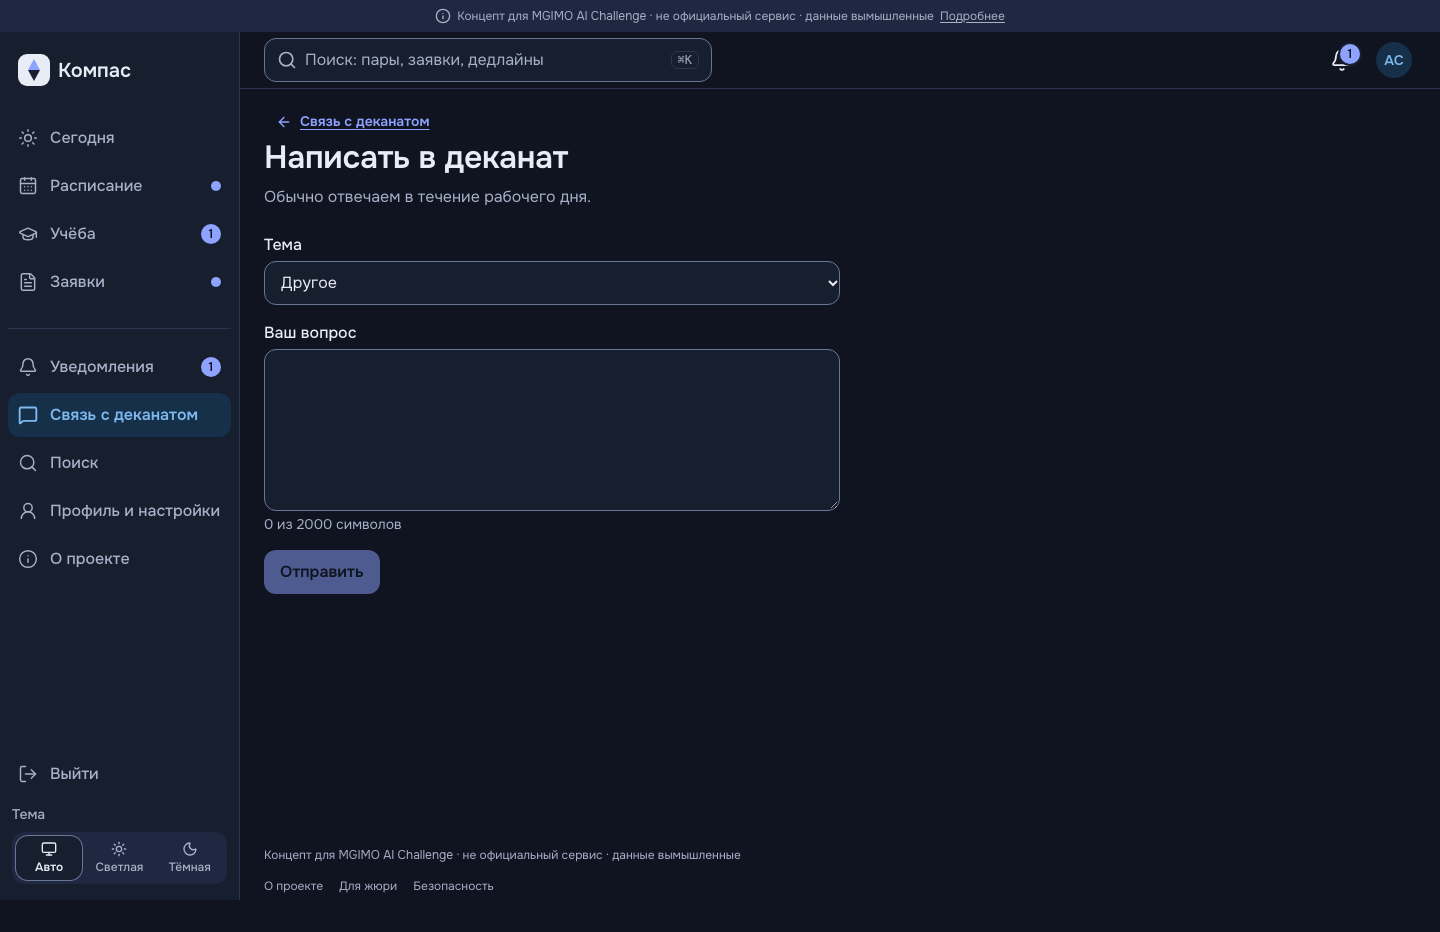 Концепт для MGIMO AI Challenge · не официальный сервис · данные вымышленные Подробнее
Компас
Поиск: пары, заявки, дедлайны
⌘K
1
АС
Сегодня
Расписание
Учёба
1
Заявки
Уведомления
1
Связь с деканатом
Поиск
Профиль и настройки
О проекте
Выйти
Тема
Авто
Светлая
Тёмная
Связь с деканатом
Написать в деканат
Обычно отвечаем в течение рабочего дня.
Тема
Другое
Ваш вопрос
0 из 2000 символов
Отправить
Концепт для MGIMO AI Challenge · не официальный сервис · данные вымышленные
О проекте Для жюри Безопасность